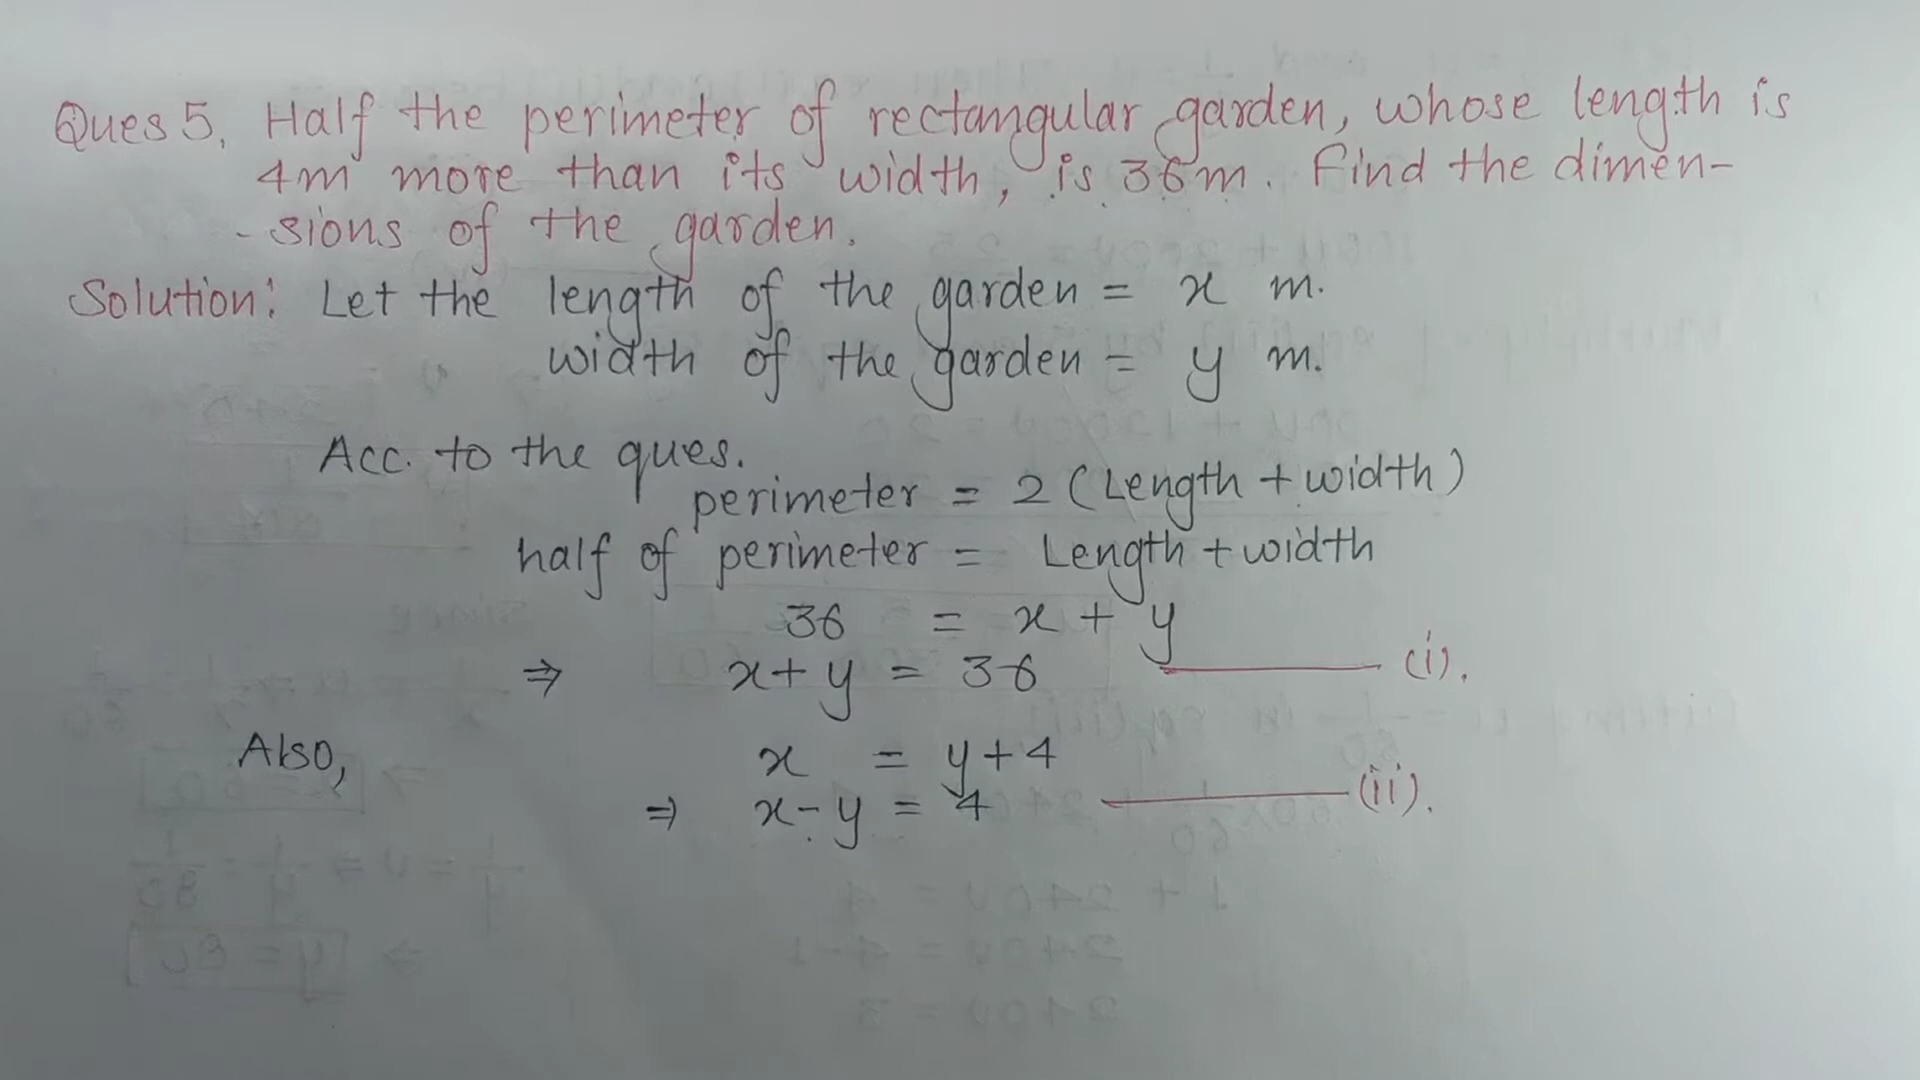 Ques 5. Half the perimeter of rectangular garden, whose length is
4m more than its width, is 36m. Find the dimen-
-sions of the garden.
Solution: Let the length of the garden = x m.
width of the garden = y m.
Acc. to the ques.
perimeter = 2 (Length + width)
half of perimeter = Length + width
36 = x + y
⇒ x + y = 36 (i).
Also, x = y + 4
⇒ x - y = 4 (ii).